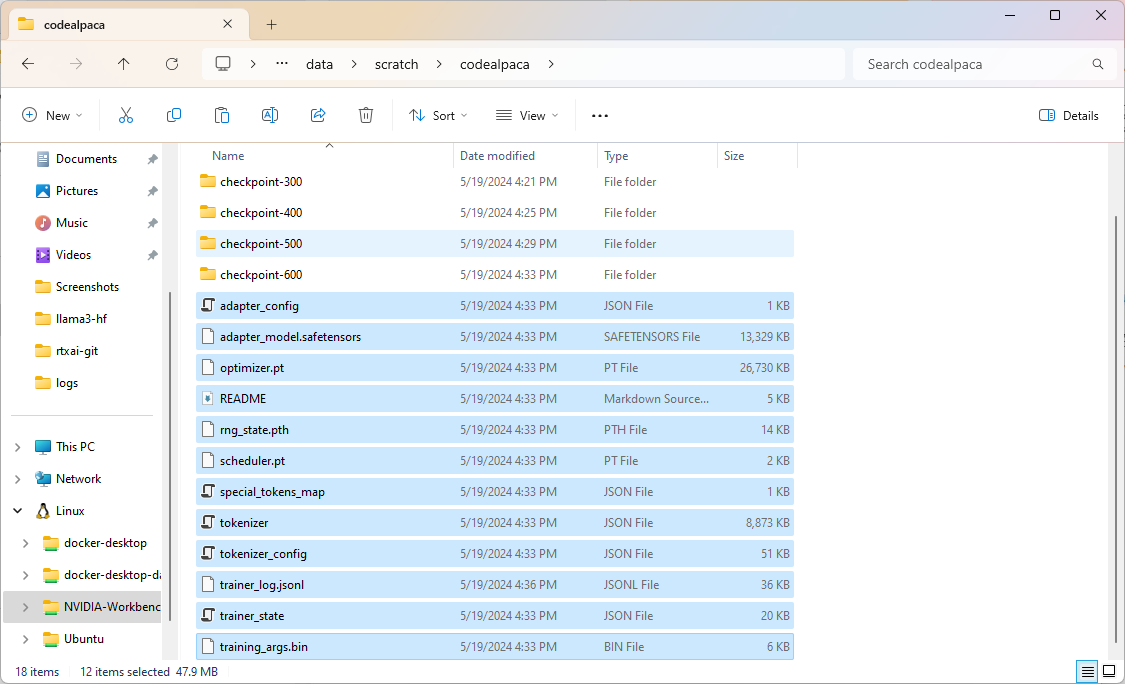 codealpaca
... data scratch codealpaca
Search codealpaca
New
Sort
View
...
Details
Documents
Pictures
Music
Videos
Screenshots
llama3-hf
rtxai-git
logs
This PC
Network
Linux
docker-desktop
docker-desktop-da
NVIDIA-Workbenc
Ubuntu
Name Date modified Type Size
checkpoint-300 5/19/2024 4:21 PM File folder
checkpoint-400 5/19/2024 4:25 PM File folder
checkpoint-500 5/19/2024 4:29 PM File folder
checkpoint-600 5/19/2024 4:33 PM File folder
adapter_config 5/19/2024 4:33 PM JSON File 1 KB
adapter_model.safetensors 5/19/2024 4:33 PM SAFETENSORS File 13,329 KB
optimizer.pt 5/19/2024 4:33 PM PT File 26,730 KB
README 5/19/2024 4:33 PM Markdown Source... 5 KB
rng_state.pth 5/19/2024 4:33 PM PTH File 14 KB
scheduler.pt 5/19/2024 4:33 PM PT File 2 KB
special_tokens_map 5/19/2024 4:33 PM JSON File 1 KB
tokenizer 5/19/2024 4:33 PM JSON File 8,873 KB
tokenizer_config 5/19/2024 4:33 PM JSON File 51 KB
trainer_log.jsonl 5/19/2024 4:36 PM JSONL File 36 KB
trainer_state 5/19/2024 4:33 PM JSON File 20 KB
training_args.bin 5/19/2024 4:33 PM BIN File 6 KB
18 items 12 items selected 47.9 MB